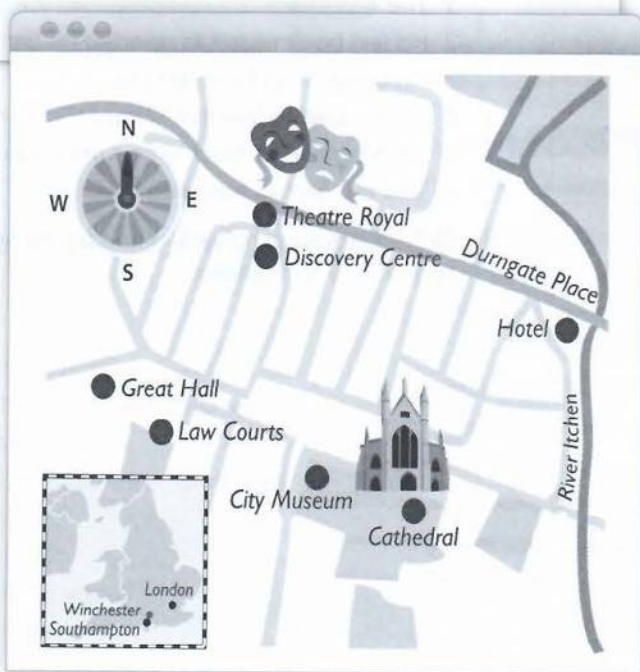 N
W
E
S
Theatre Royal
Discovery Centre
Durngate Place
Hotel
Great Hall
Law Courts
City Museum
Cathedral
River Itchen
London
Winchester
Southampton